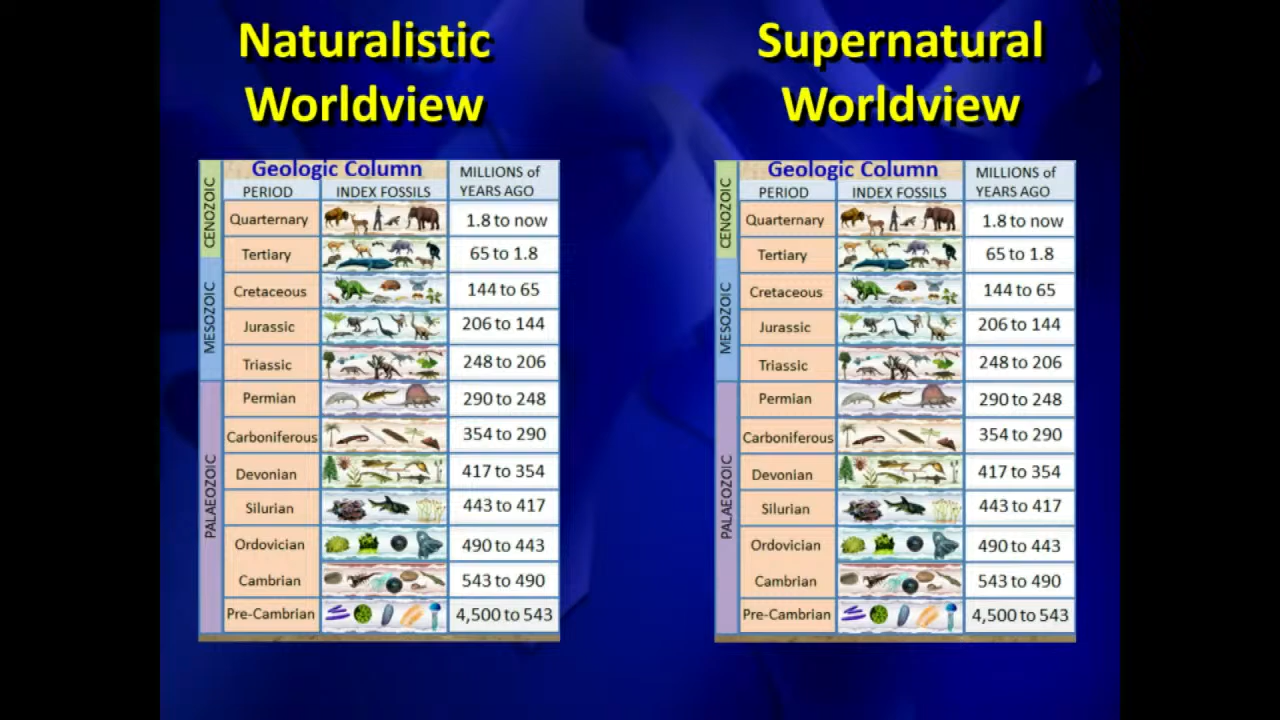 Naturalistic
Worldview
Geologic Column
MILLIONS of
YEARS AGO
PERIOD INDEX FOSSILS
CENOZOIC
Quarternary 1.8 to now
Tertiary 65 to 1.8
MESOZOIC
Cretaceous 144 to 65
Jurassic 206 to 144
Triassic 248 to 206
PALAEOZOIC
Permian 290 to 248
Carboniferous 354 to 290
Devonian 417 to 354
Silurian 443 to 417
Ordovician 490 to 443
Cambrian 543 to 490
Pre-Cambrian 4,500 to 543
Supernatural
Worldview
Geologic Column
MILLIONS of
YEARS AGO
PERIOD INDEX FOSSILS
CENOZOIC
Quarternary 1.8 to now
Tertiary 65 to 1.8
MESOZOIC
Cretaceous 144 to 65
Jurassic 206 to 144
Triassic 248 to 206
PALAEOZOIC
Permian 290 to 248
Carboniferous 354 to 290
Devonian 417 to 354
Silurian 443 to 417
Ordovician 490 to 443
Cambrian 543 to 490
Pre-Cambrian 4,500 to 543